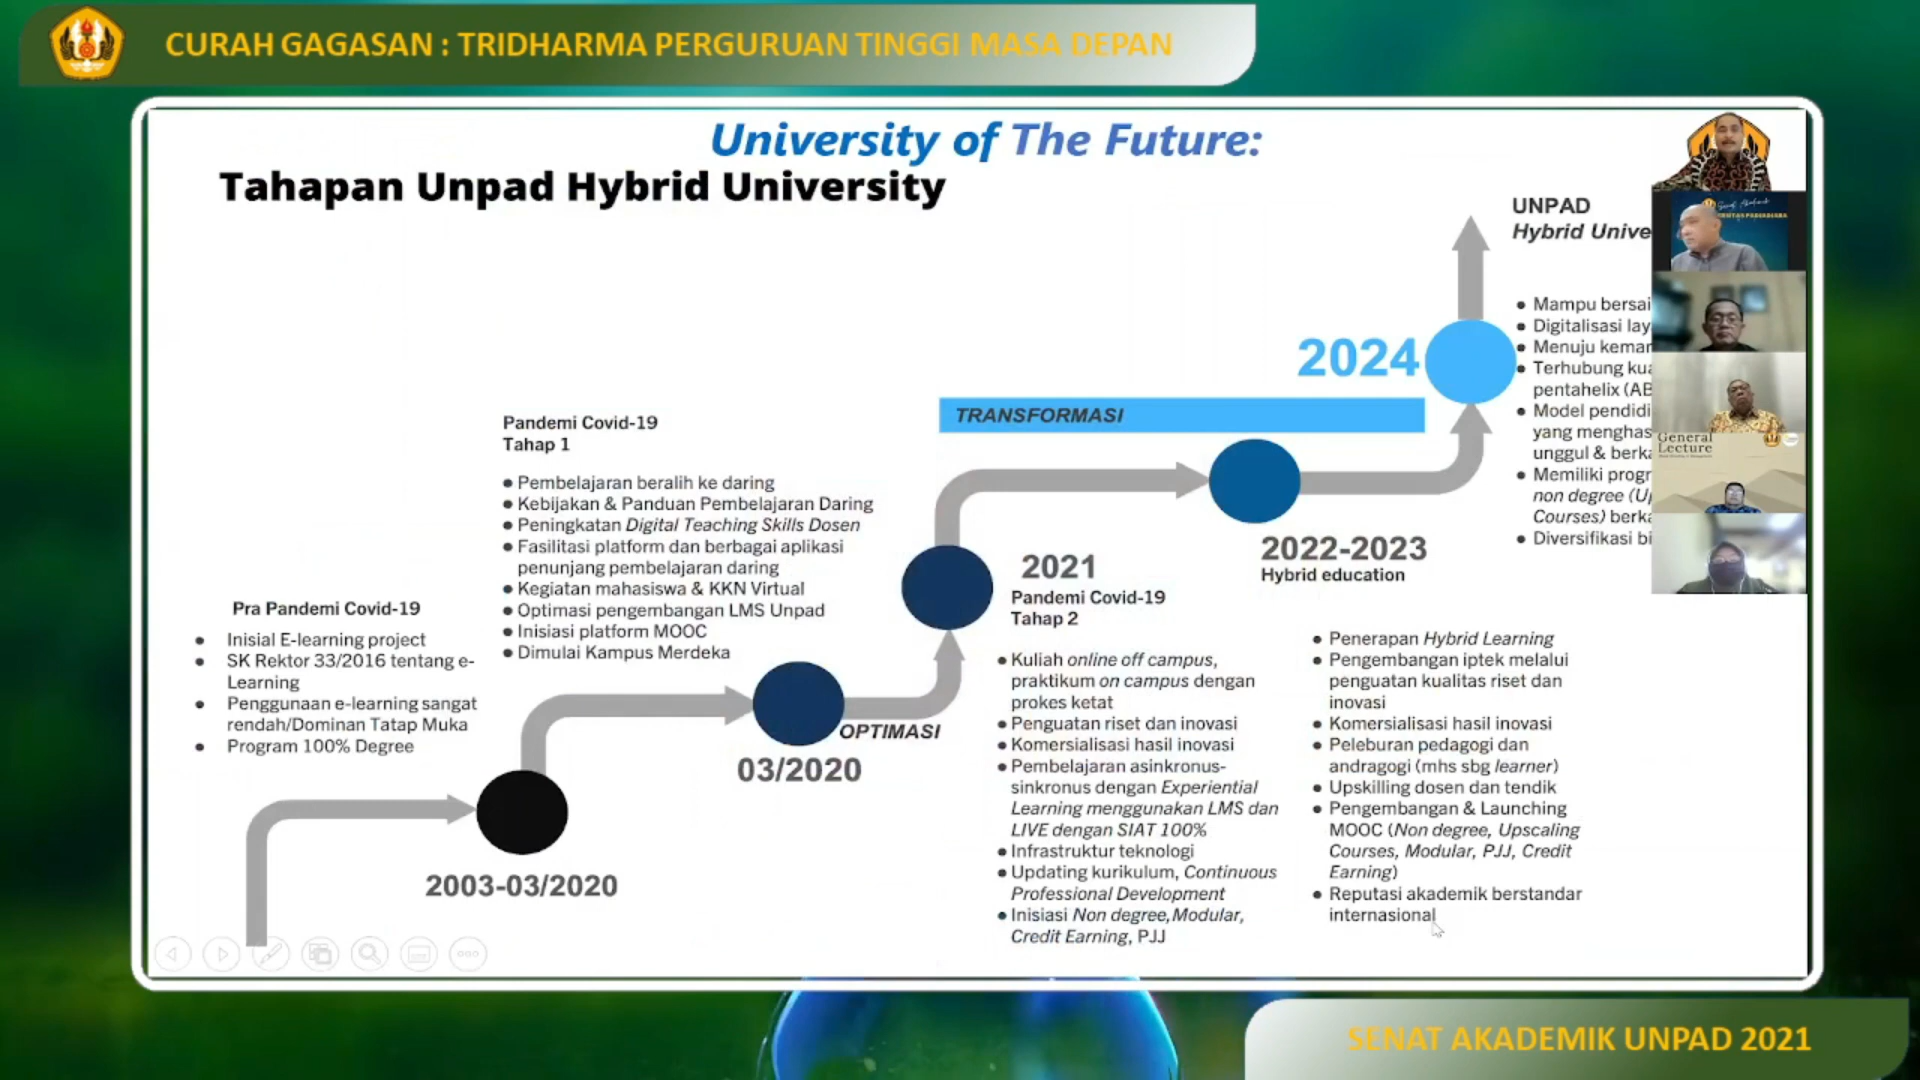 CURAH GAGASAN : TRIDHARMA PERGURUAN TINGGI MASA DEPAN
University of The Future:
Tahapan Unpad Hybrid University
Pra Pandemi Covid-19
● Inisial E-learning project
● SK Rektor 33/2016 tentang e-
Learning
● Penggunaan e-learning sangat
rendah/Dominan Tatap Muka
● Program 100% Degree
2003-03/2020
Pandemi Covid-19
Tahap 1
● Pembelajaran beralih ke daring
● Kebijakan & Panduan Pembelajaran Daring
● Peningkatan Digital Teaching Skills Dosen
● Fasilitasi platform dan berbagai aplikasi
penunjang pembelajaran daring
● Kegiatan mahasiswa & KKN Virtual
● Optimasi pengembangan LMS Unpad
● Inisiasi platform MOOC
● Dimulai Kampus Merdeka
03/2020
OPTIMASI
TRANSFORMASI
2021
Pandemi Covid-19
Tahap 2
● Kuliah online off campus,
praktikum on campus dengan
prokes ketat
● Penguatan riset dan inovasi
● Komersialisasi hasil inovasi
● Pembelajaran asinkronus-
sinkronus dengan Experiential
Learning menggunakan LMS dan
LIVE dengan SIAT 100%
● Infrastruktur teknologi
● Updating kurikulum, Continuous
Professional Development
● Inisiasi Non degree, Modular,
Credit Earning, PJJ
2022-2023
Hybrid education
● Penerapan Hybrid Learning
● Pengembangan iptek melalui
penguatan kualitas riset dan
inovasi
● Komersialisasi hasil inovasi
● Peleburan pedagogi dan
andragogi (mhs sbg learner)
● Upskilling dosen dan tendik
● Pengembangan & Launching
MOOC (Non degree, Upscaling
Courses, Modular, PJJ, Credit
Earning)
● Reputasi akademik berstandar
internasional
2024
UNPAD
Hybrid Unive
● Mampu bersai
● Digitalisasi lay
● Menuju keman
● Terhubung kua
pentahelix (AB
● Model pendidi
yang menghas
unggul & berka
● Memiliki progr
non degree (Up
Courses) berka
● Diversifikasi bi
General
Lecture
SENAT AKADEMIK UNPAD 2021